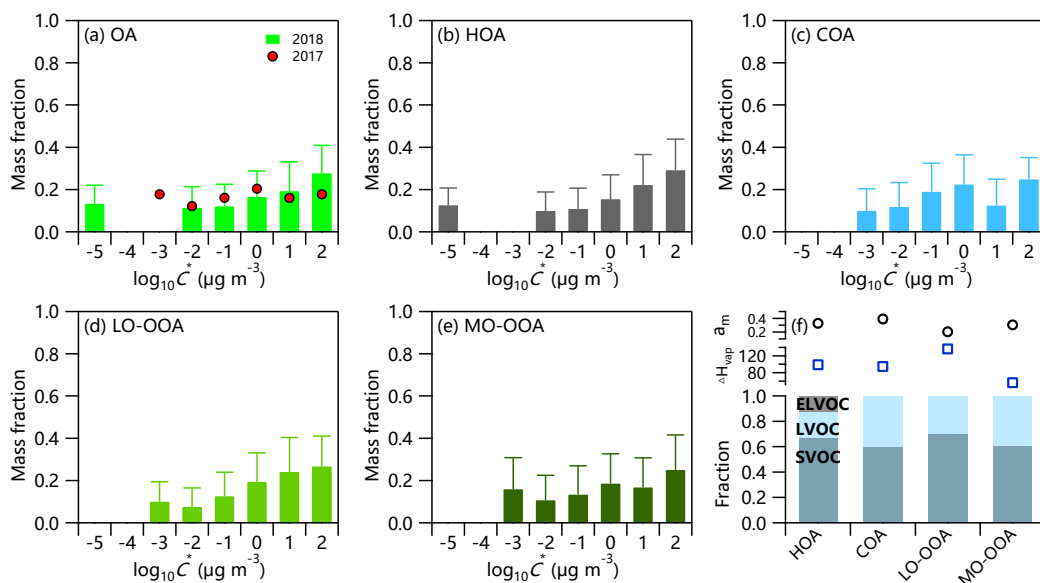 (a) OA
2018
2017
Mass fraction
1.0
0.8
0.6
0.4
0.2
0.0
-5 -4 -3 -2 -1 0 1 2
log10C* (µg m-3)
(b) HOA
Mass fraction
1.0
0.8
0.6
0.4
0.2
0.0
-5 -4 -3 -2 -1 0 1 2
log10C* (µg m-3)
(c) COA
Mass fraction
1.0
0.8
0.6
0.4
0.2
0.0
-5 -4 -3 -2 -1 0 1 2
log10C* (µg m-3)
(d) LO-OOA
Mass fraction
1.0
0.8
0.6
0.4
0.2
0.0
-5 -4 -3 -2 -1 0 1 2
log10C* (µg m-3)
(e) MO-OOA
Mass fraction
1.0
0.8
0.6
0.4
0.2
0.0
-5 -4 -3 -2 -1 0 1 2
log10C* (µg m-3)
(f)
am
0.4
0.2
△Hvap
120
80
Fraction
1.0
0.8
0.6
0.4
0.2
0.0
ELVOC
LVOC
SVOC
HOA
COA
LO-OOA
MO-OOA